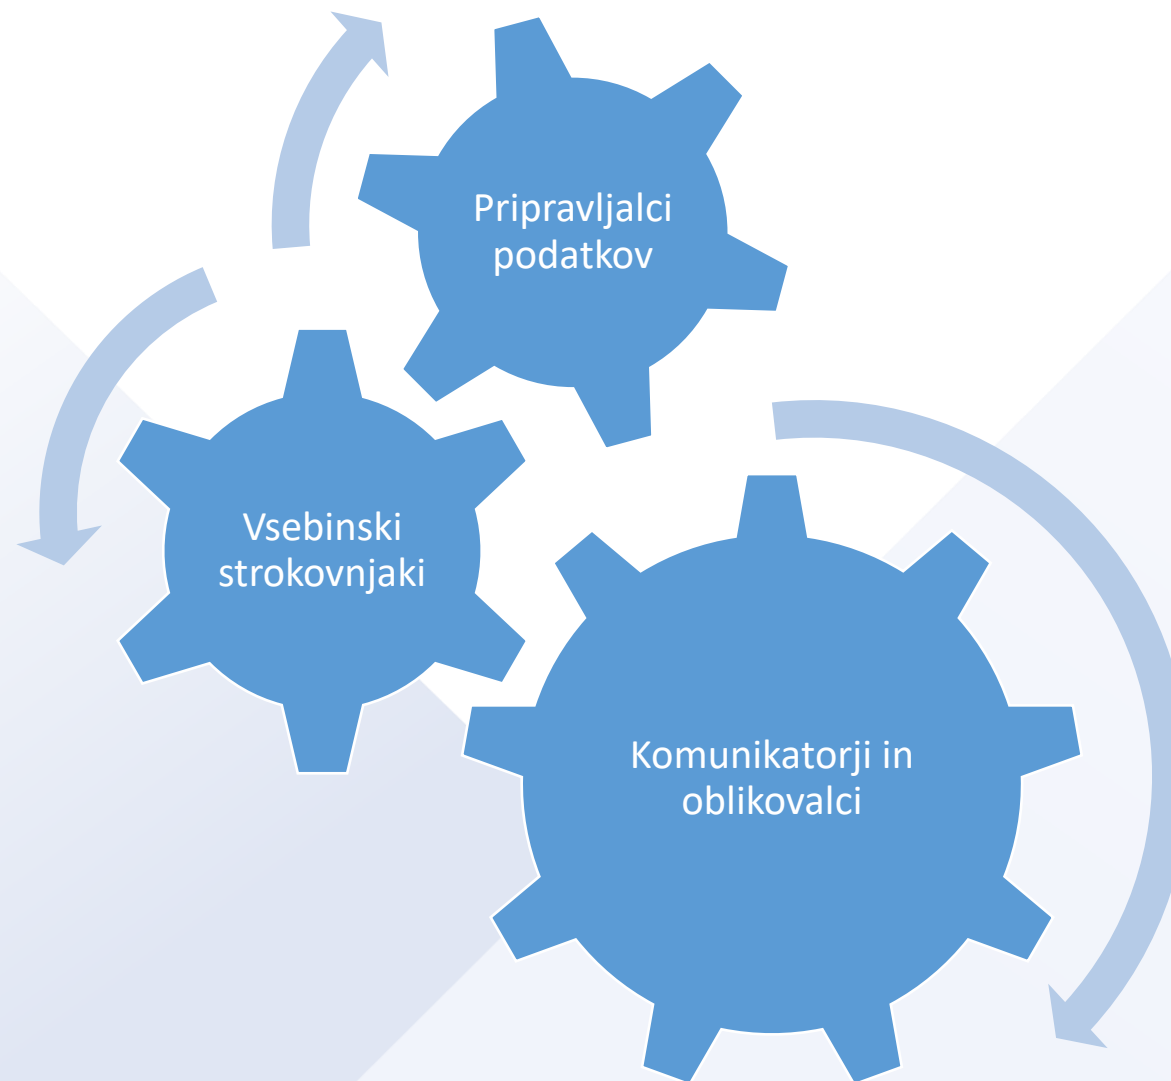 Pripravljalci
podatkov
Vsebinski
strokovnjaki
Komunikatorji in
oblikovalci